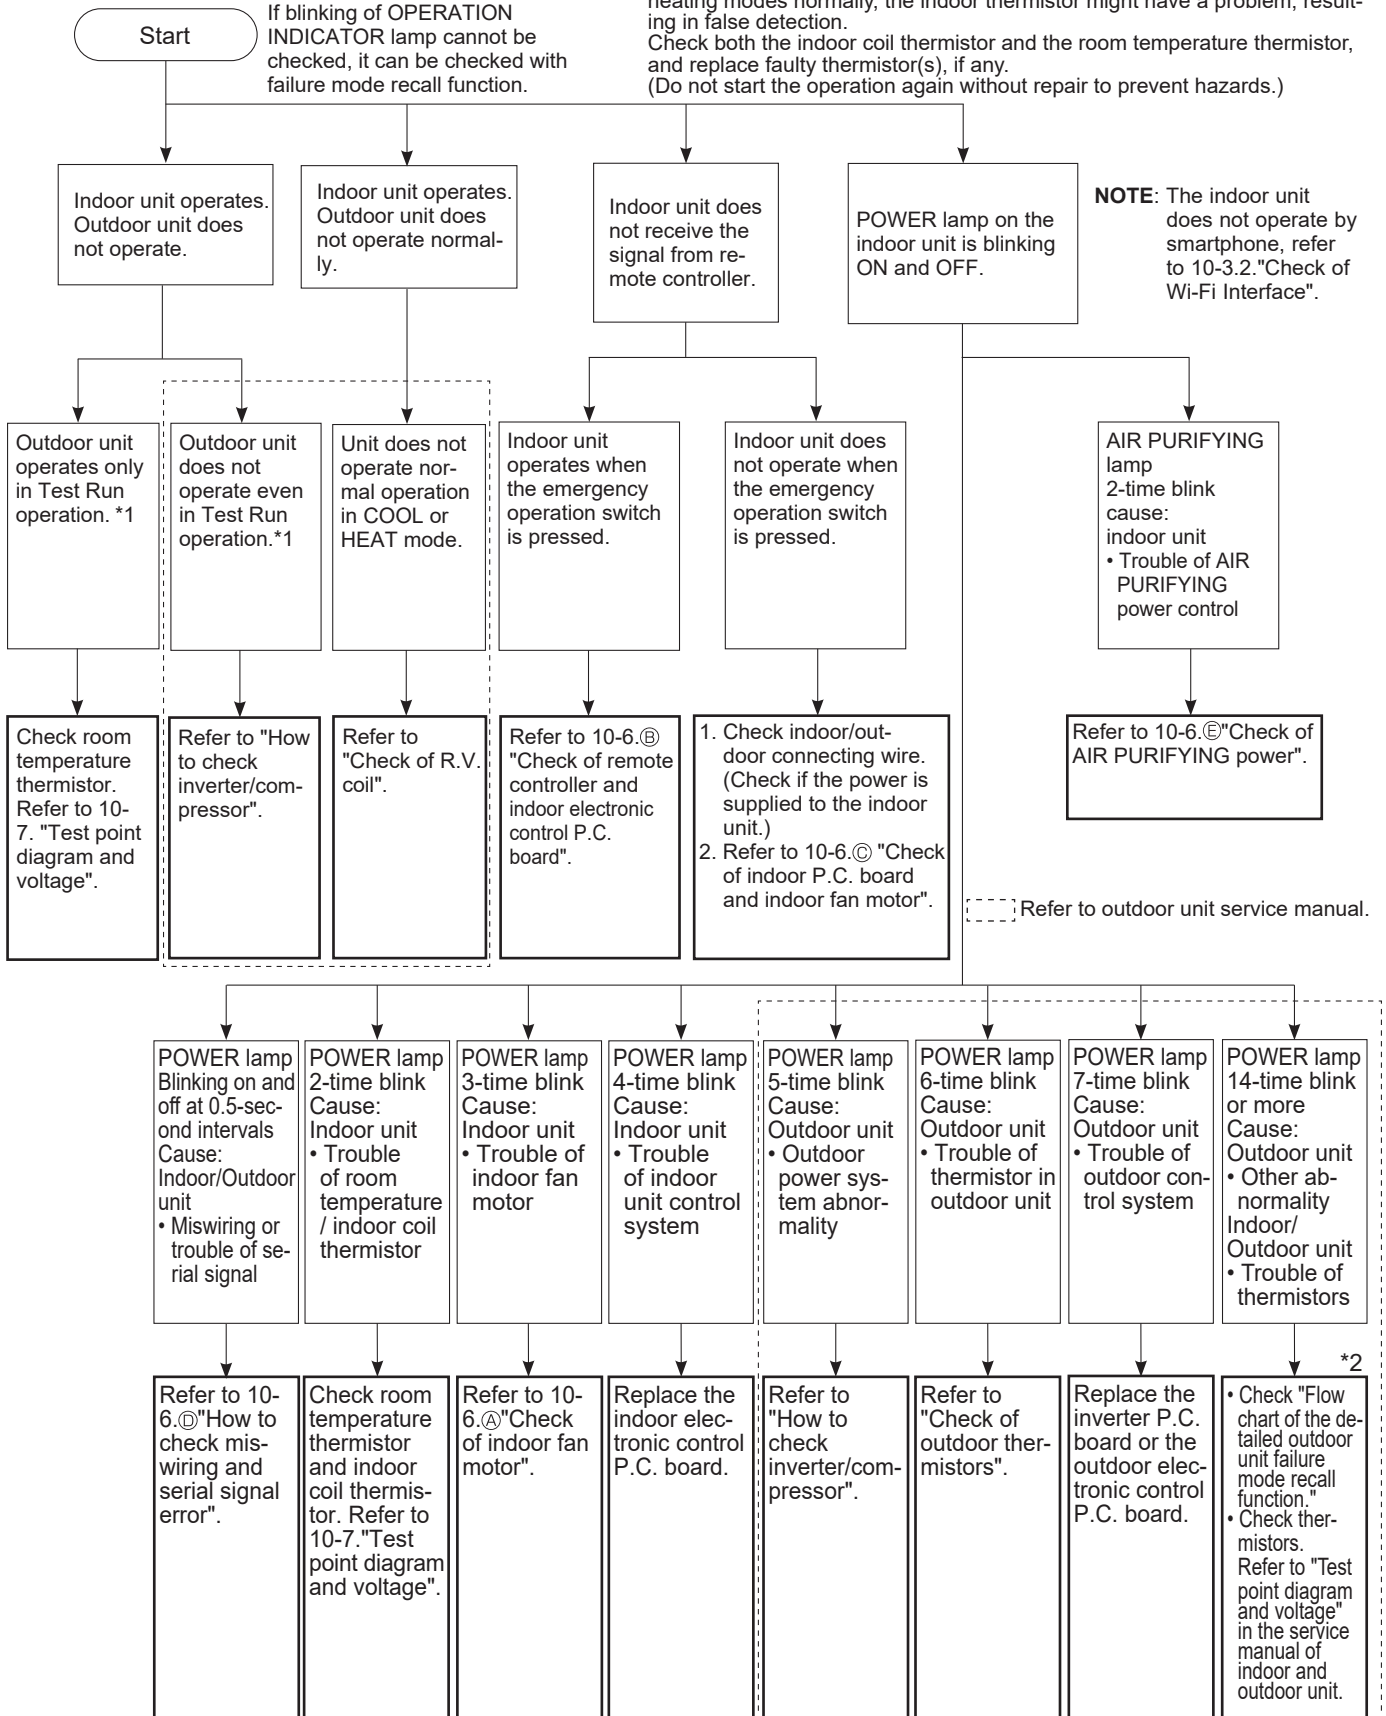 Start
If blinking of OPERATION
INDICATOR lamp cannot be
checked, it can be checked with
failure mode recall function.
heating modes normally, the indoor thermistor might have a problem, result-
ing in false detection.
Check both the indoor coil thermistor and the room temperature thermistor,
and replace faulty thermistor(s), if any.
(Do not start the operation again without repair to prevent hazards.)
Indoor unit operates.
Outdoor unit does
not operate.
Indoor unit operates.
Outdoor unit does
not operate normal-
ly.
Indoor unit does
not receive the
signal from re-
mote controller.
POWER lamp on the
indoor unit is blinking
ON and OFF.
NOTE: The indoor unit
does not operate by
smartphone, refer
to 10-3.2."Check of
Wi-Fi Interface".
Outdoor unit
operates only
in Test Run
operation. *1
Outdoor unit
does not
operate even
in Test Run
operation.*1
Unit does not
operate nor-
mal operation
in COOL or
HEAT mode.
Indoor unit
operates when
the emergency
operation switch
is pressed.
Indoor unit does
not operate when
the emergency
operation switch
is pressed.
AIR PURIFYING
lamp
2-time blink
cause:
indoor unit
• Trouble of AIR
PURIFYING
power control
Check room
temperature
thermistor.
Refer to 10-
7. "Test point
diagram and
voltage".
Refer to "How
to check
inverter/com-
pressor".
Refer to
"Check of R.V.
coil".
Refer to 10-6.Ⓑ
"Check of remote
controller and
indoor electronic
control P.C.
board".
1. Check indoor/out-
door connecting wire.
(Check if the power is
supplied to the indoor
unit.)
2. Refer to 10-6.Ⓒ "Check
of indoor P.C. board
and indoor fan motor".
Refer to 10-6.Ⓔ"Check of
AIR PURIFYING power".
Refer to outdoor unit service manual.
POWER lamp
Blinking on and
off at 0.5-sec-
ond intervals
Cause:
Indoor/Outdoor
unit
• Miswiring or
trouble of se-
rial signal
POWER lamp
2-time blink
Cause:
Indoor unit
• Trouble
of room
temperature
/ indoor coil
thermistor
POWER lamp
3-time blink
Cause:
Indoor unit
• Trouble of
indoor fan
motor
POWER lamp
4-time blink
Cause:
Indoor unit
• Trouble
of indoor
unit control
system
POWER lamp
5-time blink
Cause:
Outdoor unit
• Outdoor
power sys-
tem abnor-
mality
POWER lamp
6-time blink
Cause:
Outdoor unit
• Trouble of
thermistor in
outdoor unit
POWER lamp
7-time blink
Cause:
Outdoor unit
• Trouble of
outdoor con-
trol system
POWER lamp
14-time blink
or more
Cause:
Outdoor unit
• Other ab-
normality
Indoor/
Outdoor unit
• Trouble of
thermistors
*2
Refer to 10-
6.Ⓓ"How to
check mis-
wiring and
serial signal
error".
Check room
temperature
thermistor
and indoor
coil thermis-
tor. Refer to
10-7."Test
point diagram
and voltage".
Refer to 10-
6.Ⓐ"Check
of indoor fan
motor".
Replace the
indoor elec-
tronic control
P.C. board.
Refer to
"How to
check
inverter/com-
pressor".
Refer to
"Check of
outdoor ther-
mistors".
Replace the
inverter P.C.
board or the
outdoor elec-
tronic control
P.C. board.
• Check "Flow
chart of the de-
tailed outdoor
unit failure
mode recall
function."
• Check ther-
mistors.
Refer to "Test
point diagram
and voltage"
in the service
manual of
indoor and
outdoor unit.